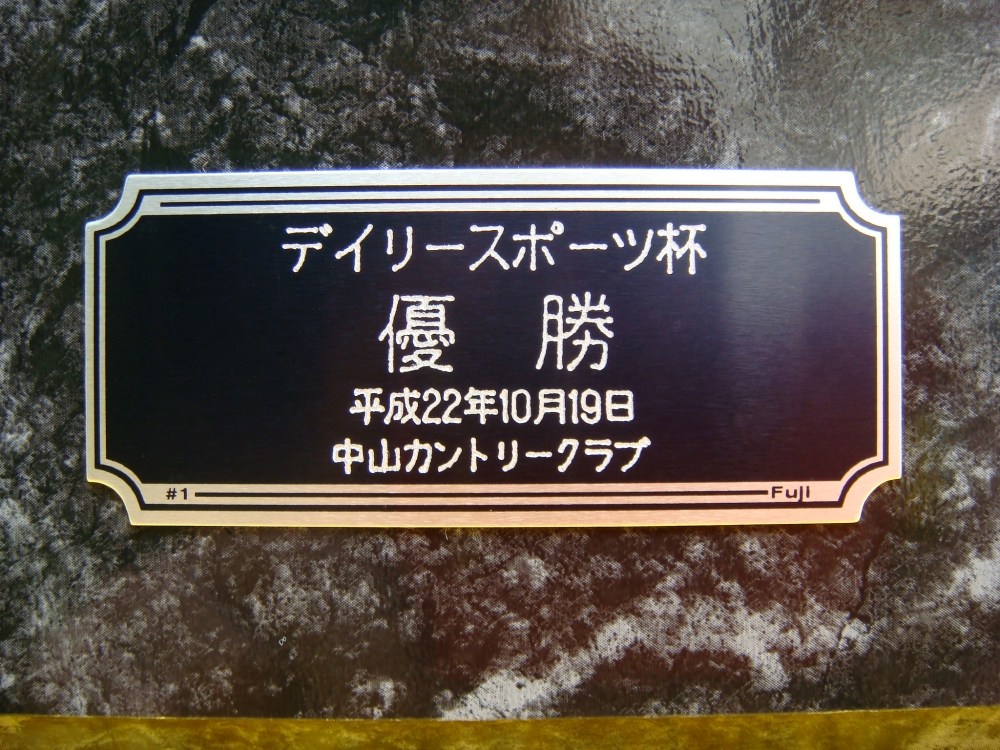 デイリースポーツ杯
優 勝
平成22年10月19日
中山カントリークラブ
#1 Fuji